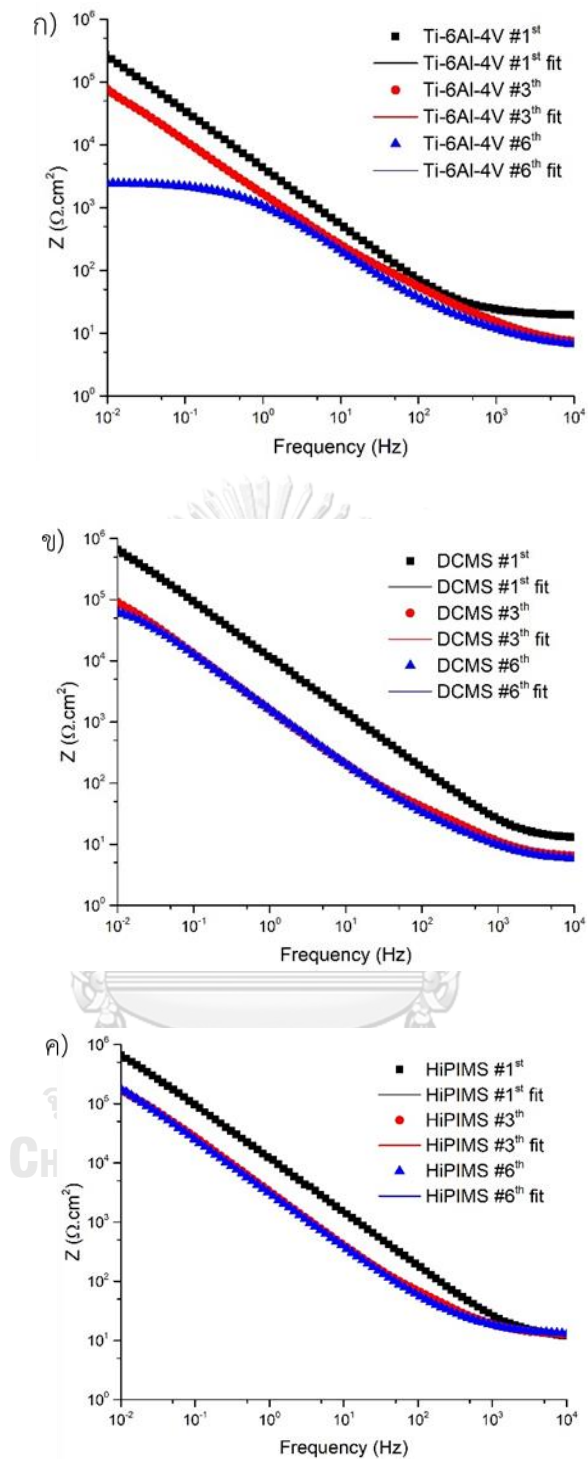 ก)
Ti-6Al-4V #1st
Ti-6Al-4V #1st fit
Ti-6Al-4V #3th
Ti-6Al-4V #3th fit
Ti-6Al-4V #6th
Ti-6Al-4V #6th fit
Z (Ω.cm2)
106
105
104
103
102
101
100
10-2 10-1 100 101 102 103 104
Frequency (Hz)
ข)
DCMS #1st
DCMS #1st fit
DCMS #3th
DCMS #3th fit
DCMS #6th
DCMS #6th fit
Z (Ω.cm2)
106
105
104
103
102
101
100
10-2 10-1 100 101 102 103 104
Frequency (Hz)
ค)
HiPIMS #1st
HiPIMS #1st fit
HiPIMS #3th
HiPIMS #3th fit
HiPIMS #6th
HiPIMS #6th fit
Z (Ω.cm2)
106
105
104
103
102
101
100
10-2 10-1 100 101 102 103 104
Frequency (Hz)